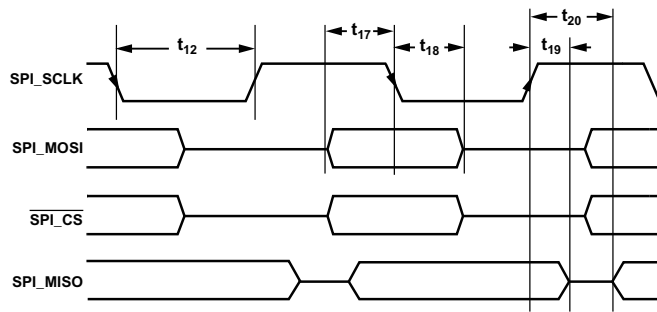 t20
t12
t17
t18
t19
SPI_SCLK
SPI_MOSI
SPI_CS
SPI_MISO